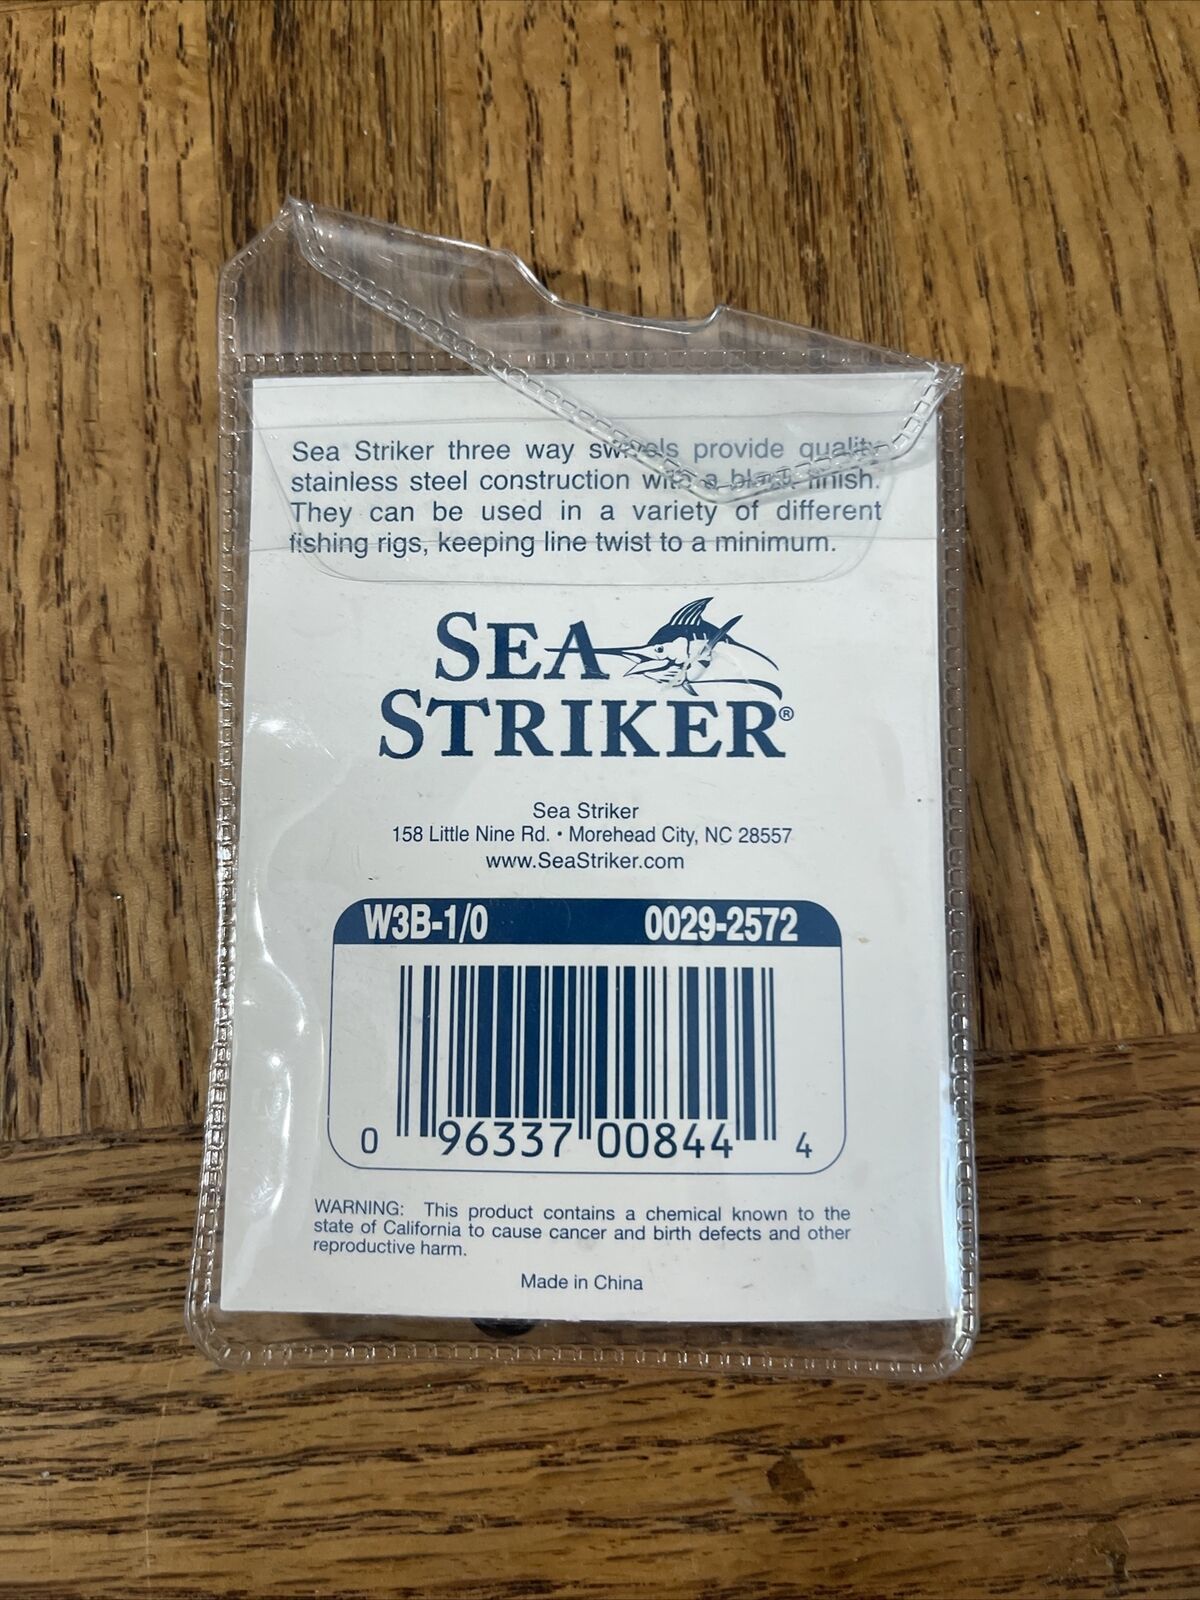 Sea Striker three way swivels provide quality
stainless steel construction with a black finish.
They can be used in a variety of different
fishing rigs, keeping line twist to a minimum.
SEA
STRIKER®
Sea Striker
158 Little Nine Rd. • Morehead City, NC 28557
www.SeaStriker.com
W3B-1/0 0029-2572
0 96337 00844 4
WARNING: This product contains a chemical known to the
state of California to cause cancer and birth defects and other
reproductive harm.
Made in China